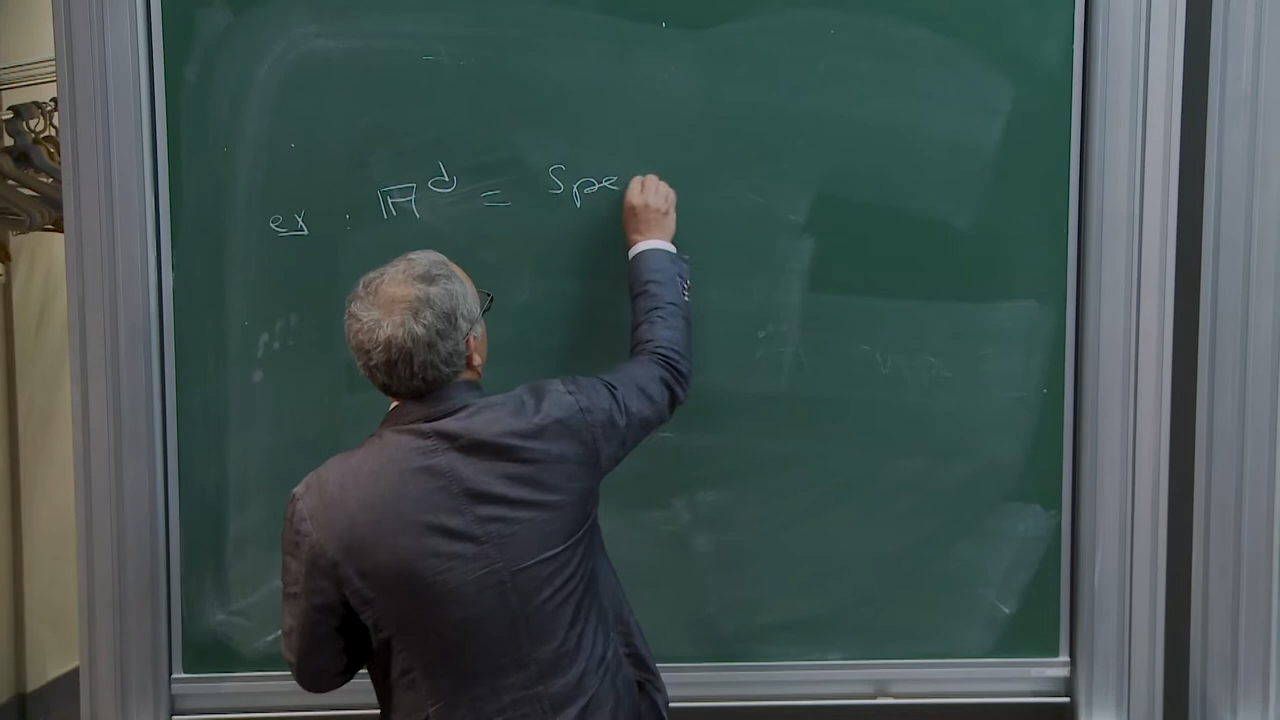 ex : 𝔸^d = Spe